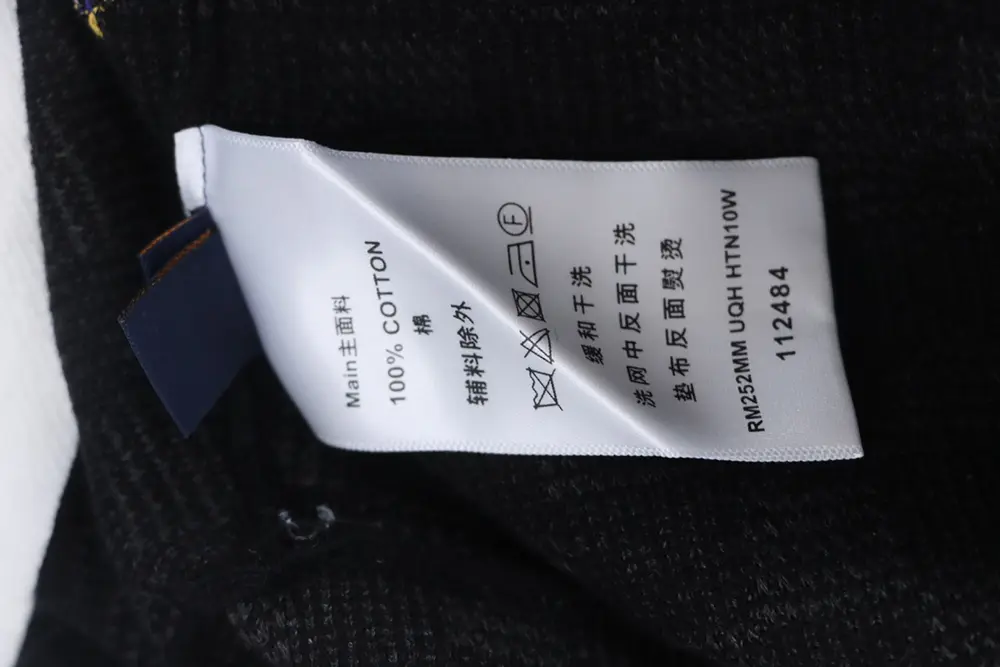 Main主面料
100% COTTON
棉
辅料除外
F
缓和干洗
洗网中反面干洗
垫布反面熨烫
RM252MM UQH HTN10W
112484